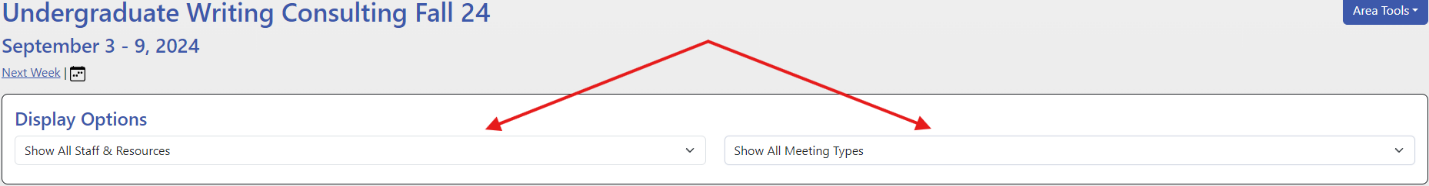 Undergraduate Writing Consulting Fall 24
Area Tools
September 3 - 9, 2024
Next Week |
Display Options
Show All Staff & Resources
Show All Meeting Types